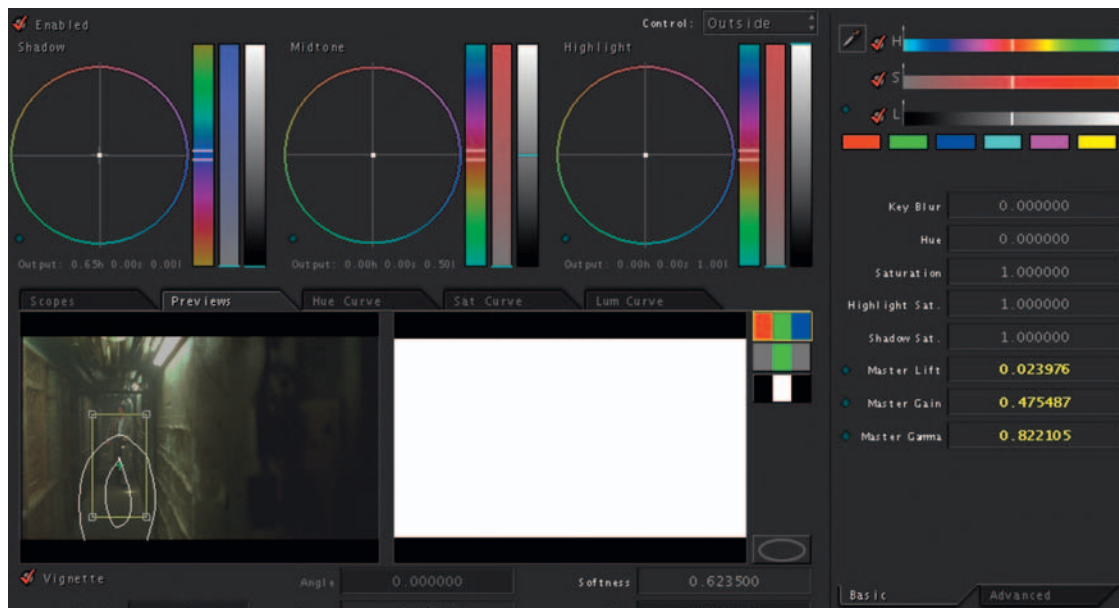 Enabled
Control: Outside
Shadow
Midtone
Highlight
Output: 0.65h 0.00s 0.00l
Output: 0.00h 0.00s 0.50l
Output: 0.00h 0.00s 1.00l
H
S
L
Key Blur 0.000000
Hue 0.000000
Saturation 1.000000
Highlight Sat. 1.000000
Shadow Sat. 1.000000
Master Lift 0.023976
Master Gain 0.475487
Master Gamma 0.822105
Scopes
Previews
Hue Curve
Sat Curve
Lum Curve
Vignette
Angle 0.000000
Softness 0.623500
Basic
Advanced